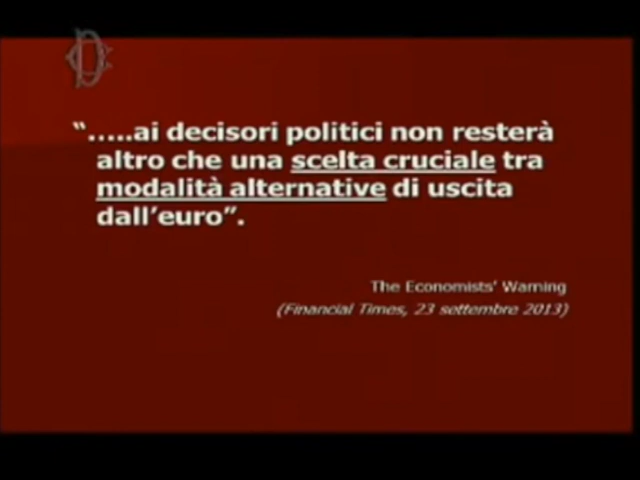 “.....ai decisori politici non resterà
altro che una scelta cruciale tra
modalità alternative di uscita
dall’euro”.
The Economists’ Warning
(Financial Times, 23 settembre 2013)